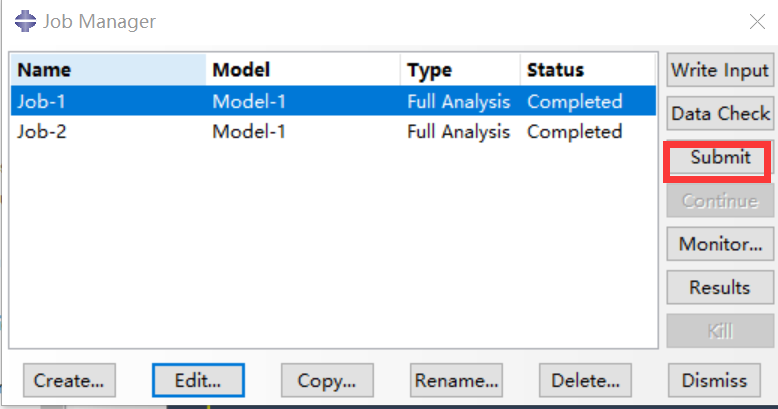 Job Manager
Name Model Type Status
Job-1 Model-1 Full Analysis Completed
Job-2 Model-1 Full Analysis Completed
Write Input
Data Check
Submit
Continue
Monitor...
Results
Kill
Create... Edit... Copy... Rename... Delete... Dismiss